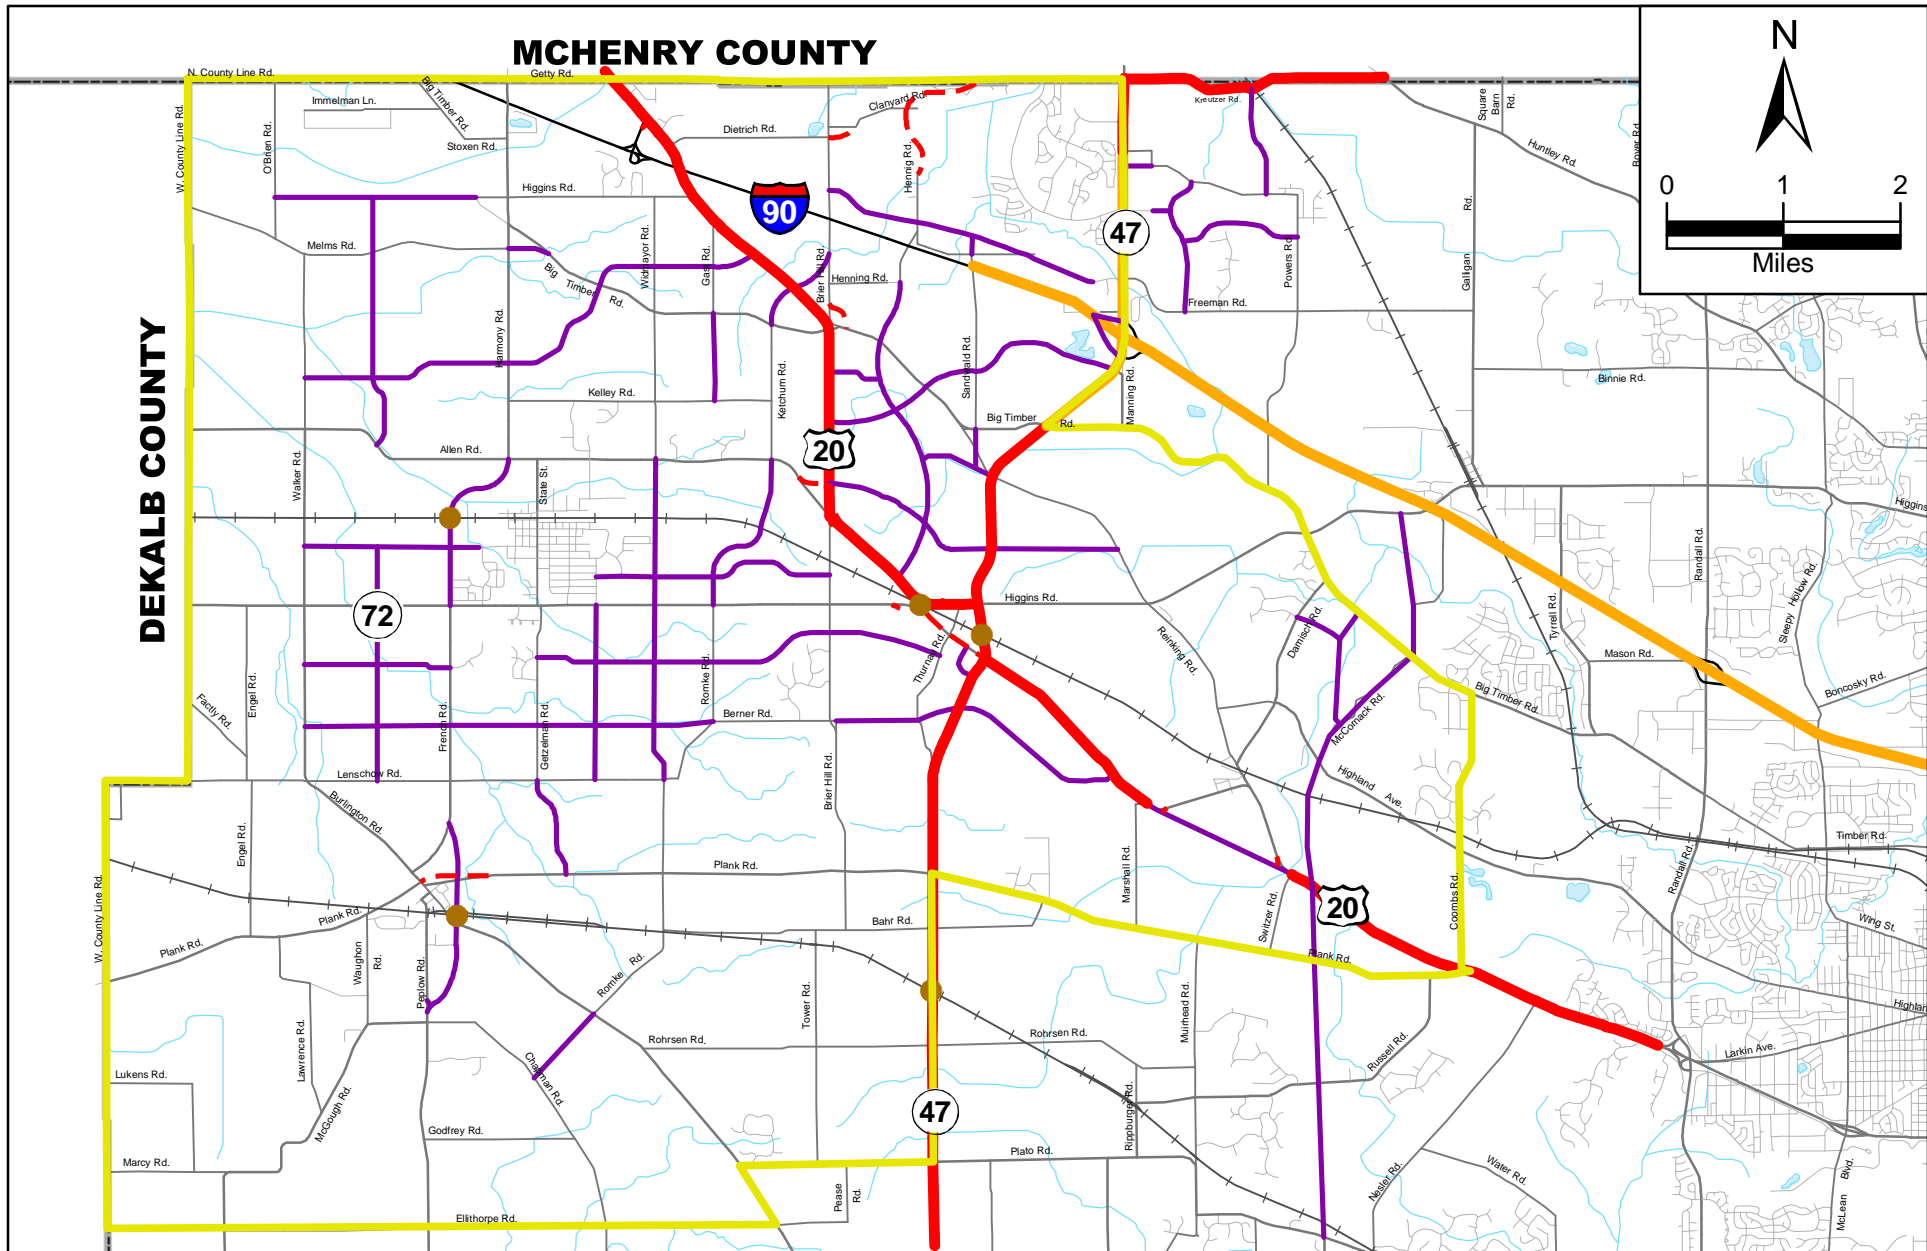 MCHENRY COUNTY
N
0 1 2
Miles
N. County Line Rd.
Getty Rd.
Immelman Ln.
Big Timber Rd.
Clanyard Rd.
Kreutzer Rd.
Square
Barn
Rd.
W. County Line Rd.
O'Brien Rd.
Stoxen Rd.
Dietrich Rd.
Hennig Rd.
Huntley Rd.
Boyer Rd.
Higgins Rd.
90
47
Galligan
Rd.
Melms Rd.
Big
Timber
Rd.
Widmayor Rd.
Gast Rd.
Brier Hill Rd.
Henning Rd.
Powers Rd.
Freeman Rd.
Harmony Rd.
DEKALB COUNTY
Kelley Rd.
Ketchum Rd.
Sandwald Rd.
Manning Rd.
Binnie Rd.
Big Timber
Rd.
Allen Rd.
20
Walker Rd.
State St.
Higgins
Randall Rd.
72
Higgins Rd.
Reinking Rd.
Damisch Rd.
Tyrrell Rd.
Sleepy Hollow Rd.
Mason Rd.
Boncosky Rd.
Thurnau Rd.
Romke Rd.
Engel Rd.
Factly Rd.
French Rd.
Getzelman Rd.
Berner Rd.
Big Timber Rd.
McCornack Rd.
Lenschow Rd.
Burlington Rd.
Brier Hill Rd.
Highland
Ave.
Engel Rd.
Timber Rd.
Plank Rd.
Marshall Rd.
Randall Rd.
Coombs Rd.
W. County Line Rd.
Plank Rd.
Plank Rd.
Bahr Rd.
Switzer Rd.
20
Wing St.
Waughon
Rd.
Peplow Rd.
Romke
Rd.
Plank Rd.
Tower Rd.
Muirhead Rd.
Highlan
Lawrence Rd.
Rohrsen Rd.
Rohrsen Rd.
Russell Rd.
Larkin Ave.
Lukens Rd.
McGough Rd.
Chapman Rd.
47
Rippburger Rd.
Godfrey Rd.
Plato Rd.
Marcy Rd.
Pease
Rd.
Nesler Rd.
Water Rd.
McLean
Blvd.
Ellithorpe Rd.